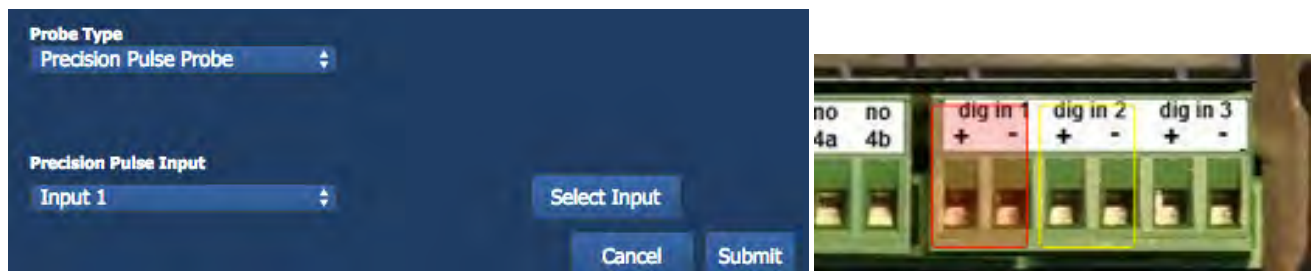 Probe Type
Precision Pulse Probe
Precision Pulse Input
Input 1
Select Input
Cancel Submit
no no dig in 1 dig in 2 dig in 3
4a 4b + - + - + -